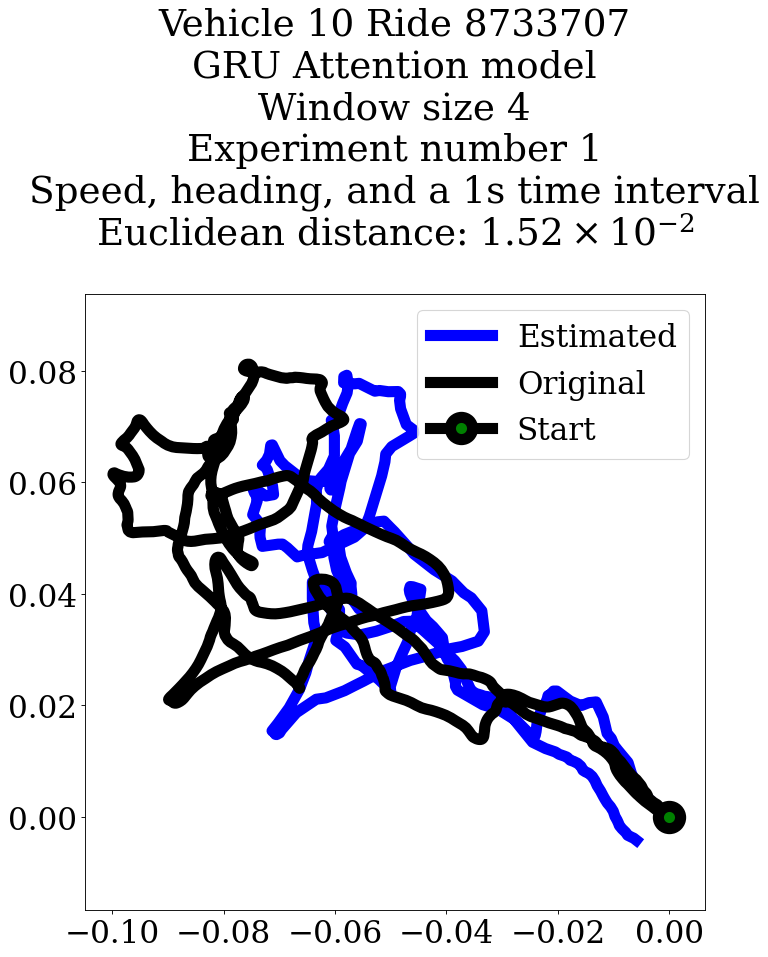 Vehicle 10 Ride 8733707
GRU Attention model
Window size 4
Experiment number 1
Speed, heading, and a 1s time interval
Euclidean distance: 1.52 × 10⁻²
Estimated
Original
Start
0.08
0.06
0.04
0.02
0.00
−0.10 −0.08 −0.06 −0.04 −0.02 0.00